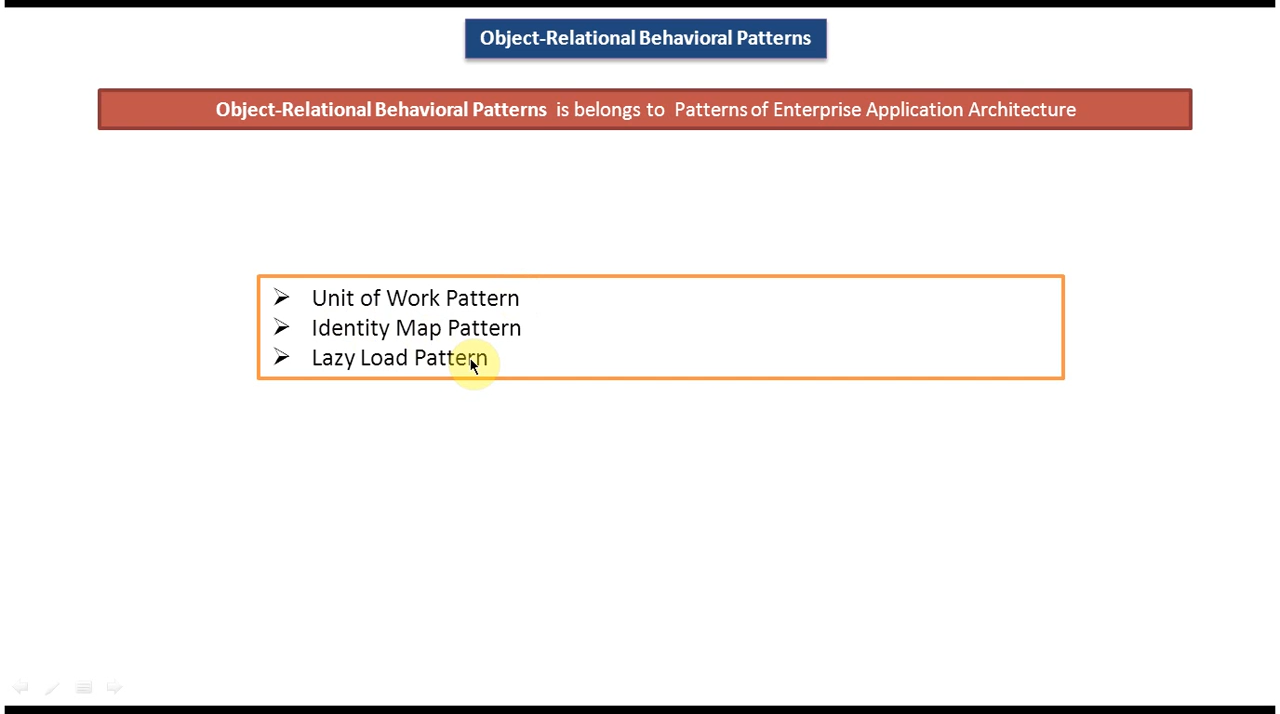 Object-Relational Behavioral Patterns
Object-Relational Behavioral Patterns is belongs to Patterns of Enterprise Application Architecture
Unit of Work Pattern
Identity Map Pattern
Lazy Load Pattern